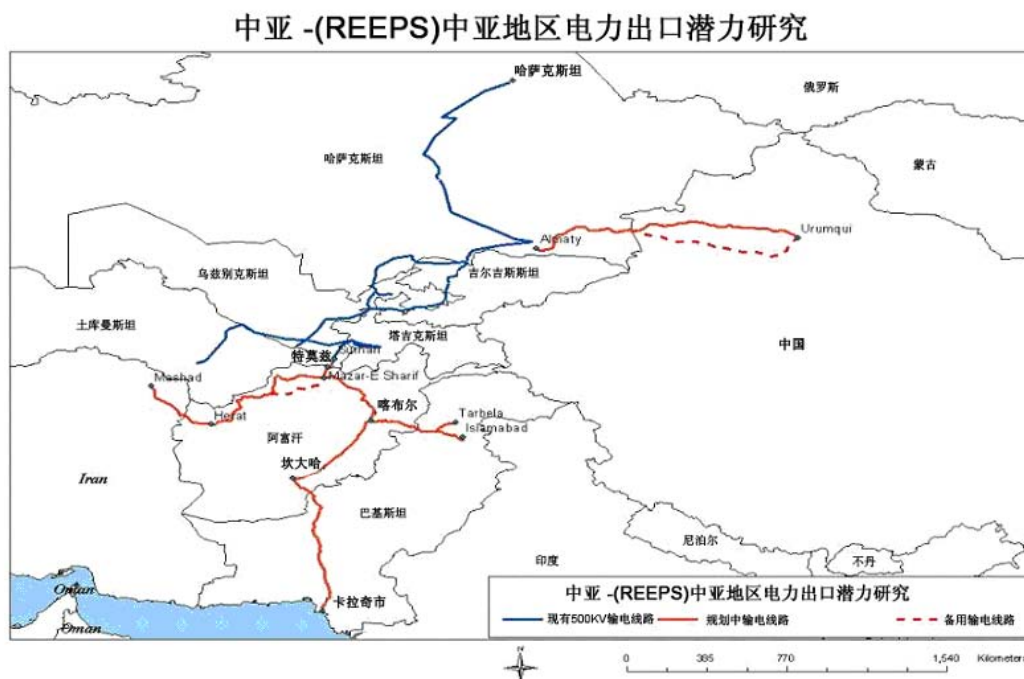 中亚 -(REEPS)中亚地区电力出口潜力研究
哈萨克斯坦
俄罗斯
哈萨克斯坦
蒙古
Almaty
Urumqui
乌兹别克斯坦
吉尔吉斯斯坦
土库曼斯坦
塔吉克斯坦
中国
特莫兹
Surhan
Mashad
Mazar-E Sharif
喀布尔
Herat
Tarbela
Islamabad
阿富汗
坎大哈
Iran
巴基斯坦
尼泊尔
印度
不丹
Oman
卡拉奇市
Oman
中亚 -(REEPS)中亚地区电力出口潜力研究
现有500KV输电线路 规划中输电线路 备用输电线路
N
0 385 770 1,540 Kilometers